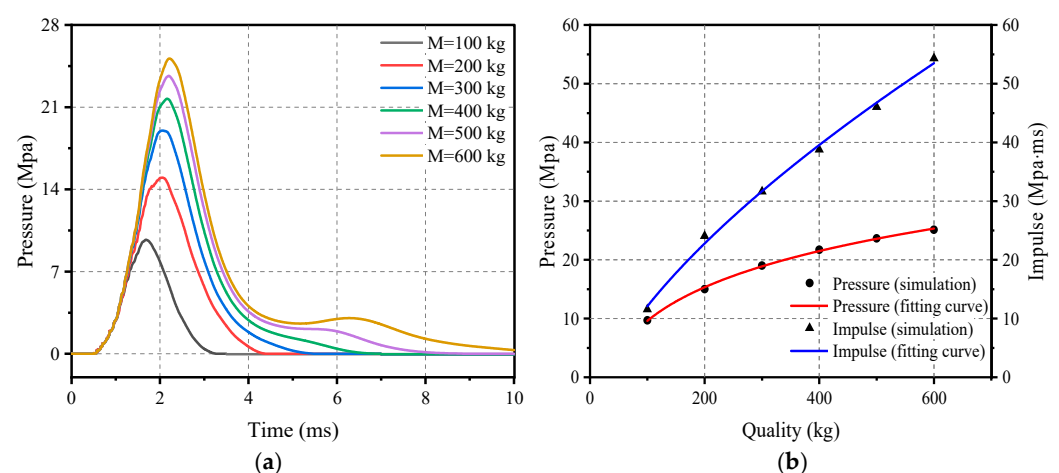 28
21
14
7
0
Pressure (Mpa)
M=100 kg
M=200 kg
M=300 kg
M=400 kg
M=500 kg
M=600 kg
0 2 4 6 8 10
Time (ms)
(a)
60
50
40
30
20
10
0
Pressure (Mpa)
Pressure (simulation)
Pressure (fitting curve)
Impulse (simulation)
Impulse (fitting curve)
60
50
40
30
20
10
0
Impulse (Mpa·ms)
0 200 400 600
Quality (kg)
(b)